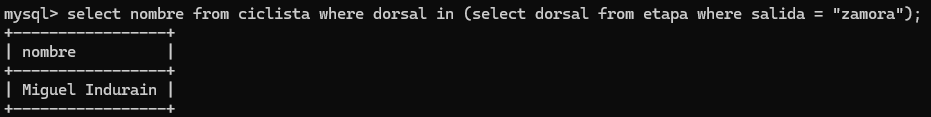 mysql> select nombre from ciclista where dorsal in (select dorsal from etapa where salida = "zamora");
+-----------------+
| nombre          |
+-----------------+
| Miguel Indurain |
+-----------------+